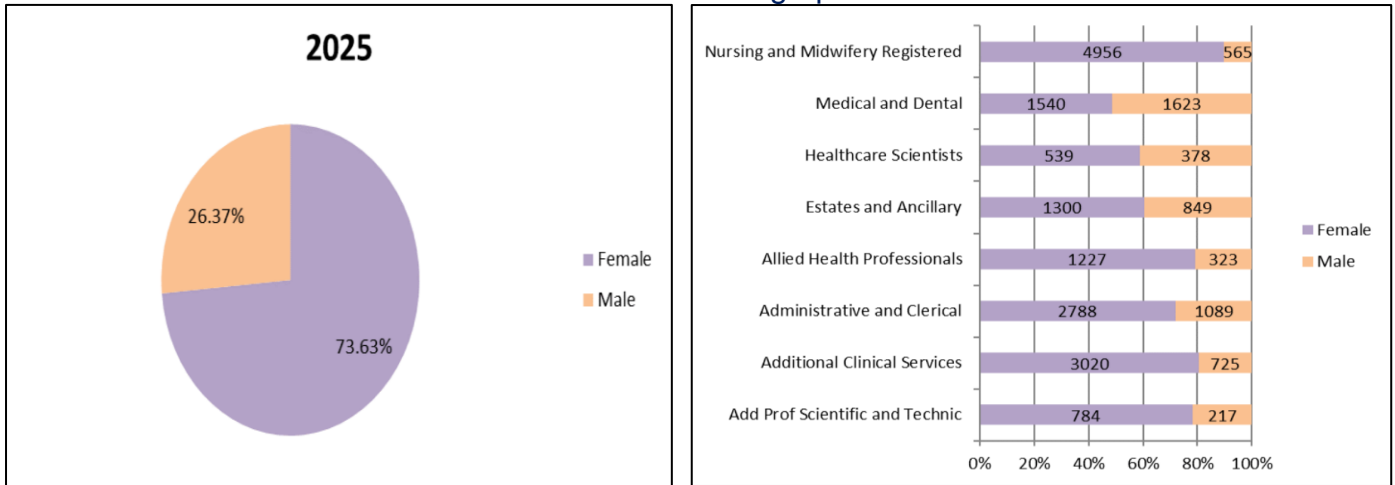 2025
26.37%
73.63%
Female
Male
Nursing and Midwifery Registered 4956 565
Medical and Dental 1540 1623
Healthcare Scientists 539 378
Estates and Ancillary 1300 849
Allied Health Professionals 1227 323
Administrative and Clerical 2788 1089
Additional Clinical Services 3020 725
Add Prof Scientific and Technic 784 217
0% 20% 40% 60% 80% 100%
Female
Male